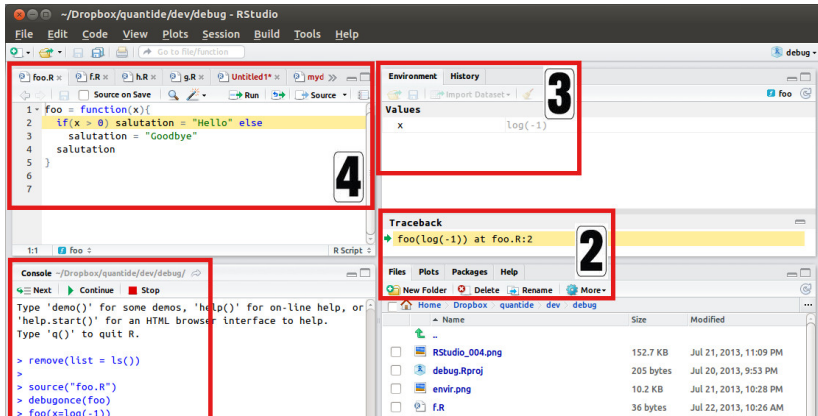 ~/Dropbox/quantide/dev/debug - RStudio
File Edit Code View Plots Session Build Tools Help
Go to file/function
debug
foo.R f.R h.R g.R Untitled1* myd
Source on Save Run Source
1 foo = function(x){
2 if(x > 0) salutation = "Hello" else
3 salutation = "Goodbye"
4 salutation
5 }
6
7
4
1:1 foo R Script
Environment History
3
Import Dataset foo
Values
x log(-1)
Traceback
foo(log(-1)) at foo.R:2
2
Console ~/Dropbox/quantide/dev/debug/
Next Continue Stop
Type 'demo()' for some demos, 'help()' for on-line help, or
'help.start()' for an HTML browser interface to help.
Type 'q()' to quit R.
> remove(list = ls())
>
> source("foo.R")
> debugonce(foo)
> foo(x=log(-1))
Files Plots Packages Help
New Folder Delete Rename More
Home Dropbox quantide dev debug ...
Name Size Modified
..
RStudio_004.png 152.7 KB Jul 21, 2013, 11:09 PM
debug.Rproj 205 bytes Jul 20, 2013, 9:53 PM
envir.png 10.2 KB Jul 21, 2013, 10:28 PM
f.R 36 bytes Jul 22, 2013, 10:26 AM